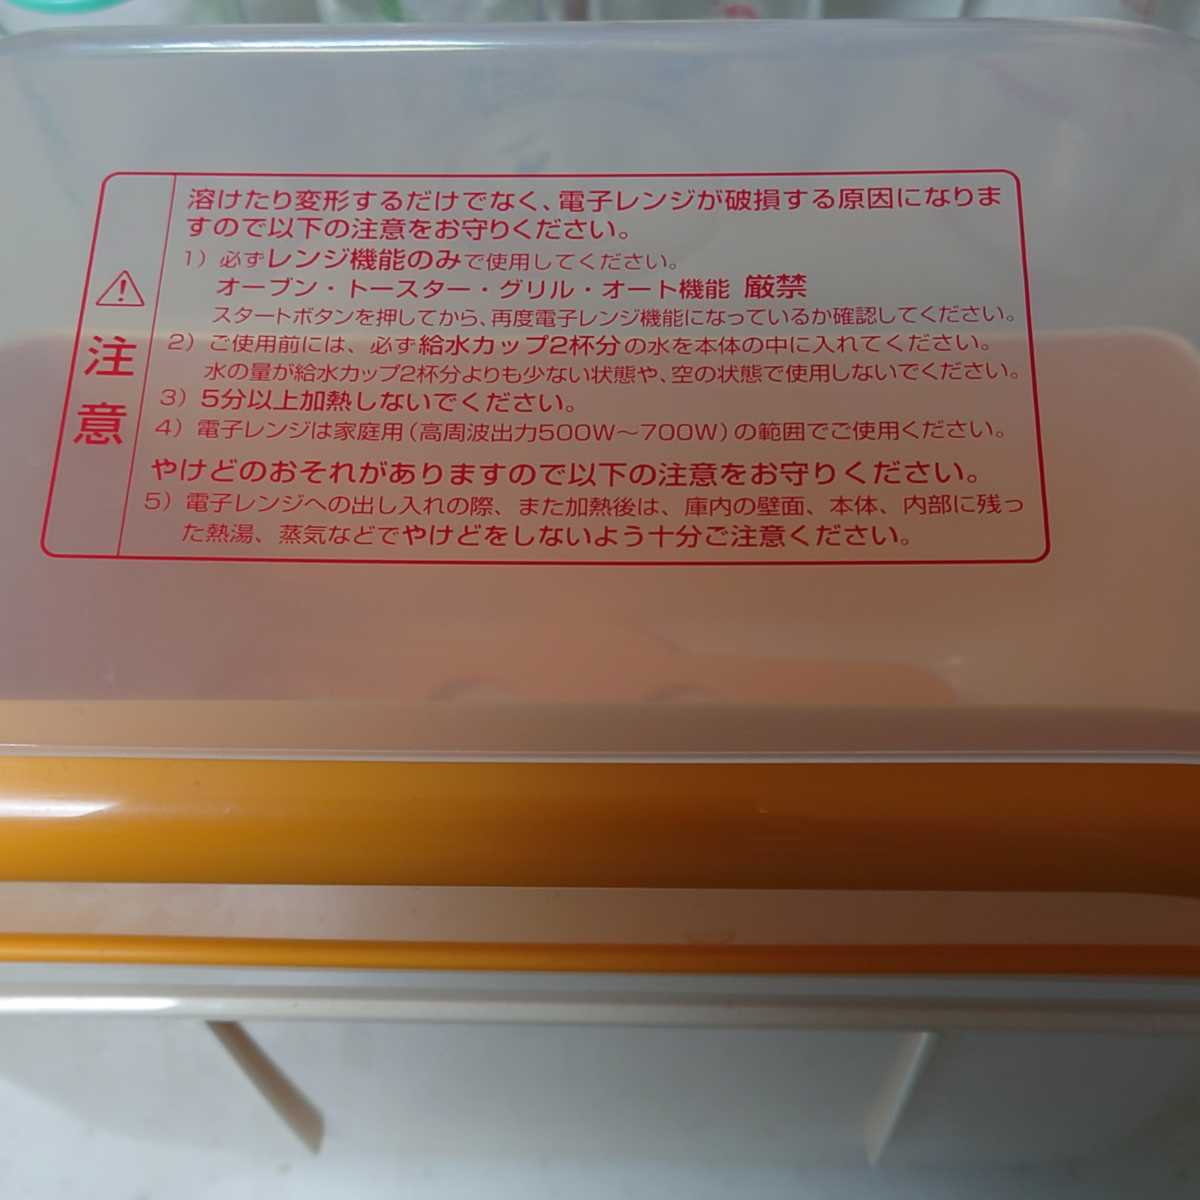 注意
溶けたり変形するだけでなく、電子レンジが破損する原因になりま
すので以下の注意をお守りください。
1）必ずレンジ機能のみで使用してください。
オーブン・トースター・グリル・オート機能 厳禁
スタートボタンを押してから、再度電子レンジ機能になっているか確認してください。
2）ご使用前には、必ず給水カップ2杯分の水を本体の中に入れてください。
水の量が給水カップ2杯分よりも少ない状態や、空の状態で使用しないでください。
3）5分以上加熱しないでください。
4）電子レンジは家庭用（高周波出力500W～700W）の範囲でご使用ください。
やけどのおそれがありますので以下の注意をお守りください。
5）電子レンジへの出し入れの際、また加熱後は、庫内の壁面、本体、内部に残っ
た熱湯、蒸気などでやけどをしないよう十分ご注意ください。